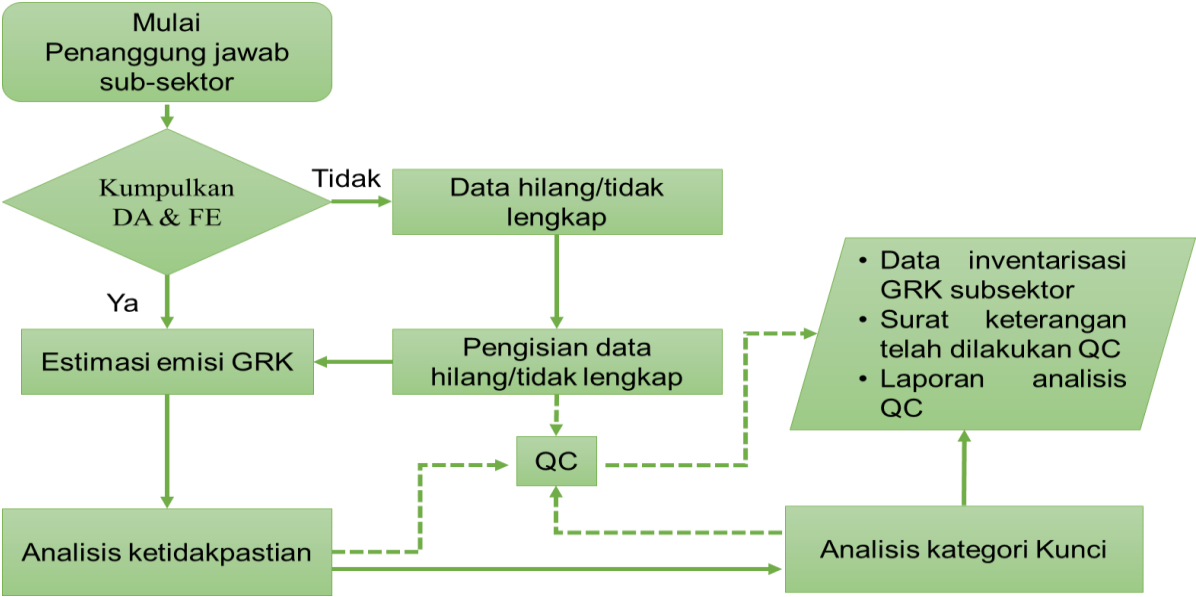 Mulai
Penanggung jawab
sub-sektor
Kumpulkan
DA & FE
Tidak
Data hilang/tidak
lengkap
Ya
Estimasi emisi GRK
Pengisian data
hilang/tidak lengkap
• Data inventarisasi
GRK subsektor
• Surat keterangan
telah dilakukan QC
• Laporan analisis
QC
QC
Analisis ketidakpastian
Analisis kategori Kunci